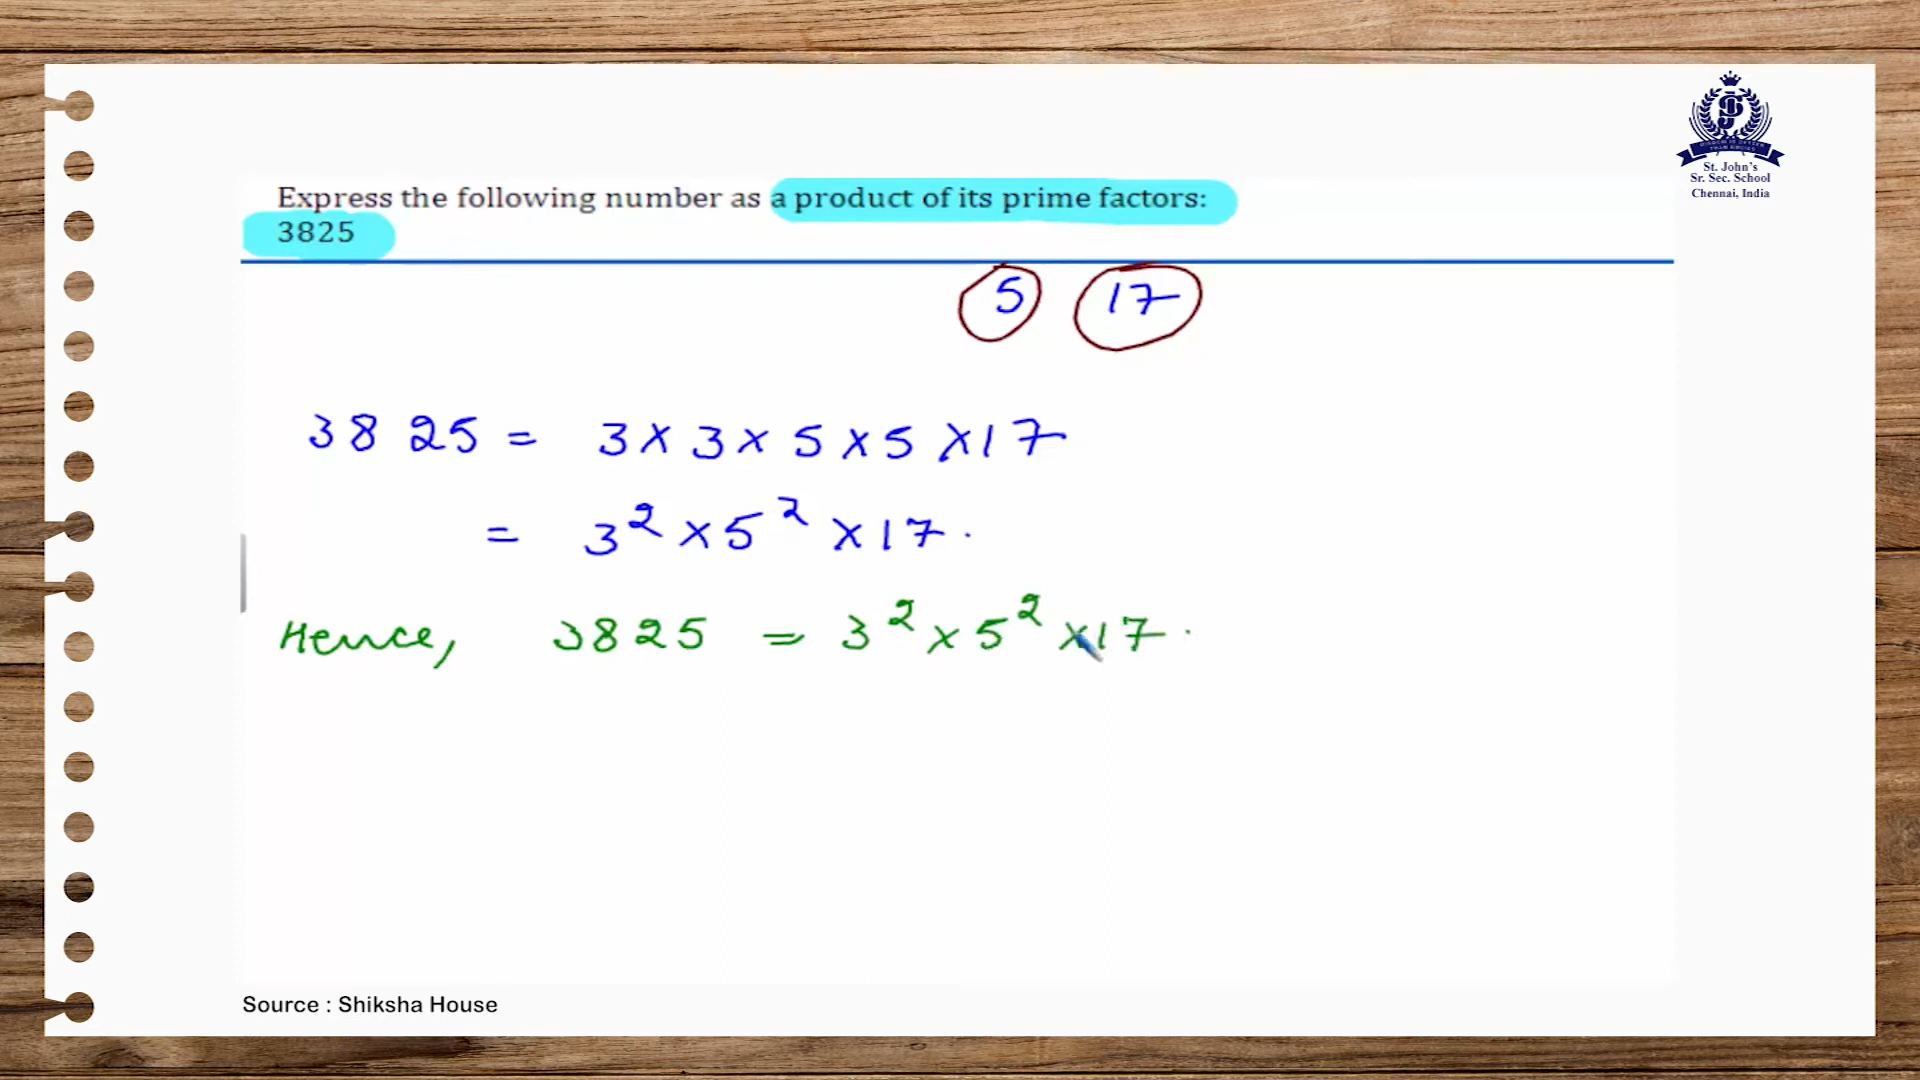 St. John's
Sr. Sec. School
Chennai, India
Express the following number as a product of its prime factors:
3825
5 17
3825 = 3 × 3 × 5 × 5 × 17
= 3² × 5² × 17.
Hence, 3825 = 3² × 5² × 17.
Source : Shiksha House